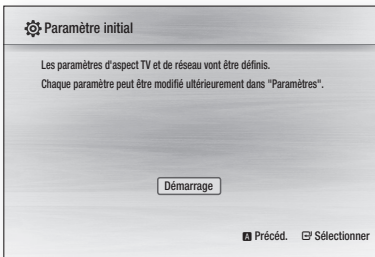 Paramètre initial
Les paramètres d'aspect TV et de réseau vont être définis.
Chaque paramètre peut être modifié ultérieurement dans "Paramètres".
Démarrage
A Précéd. Sélectionner